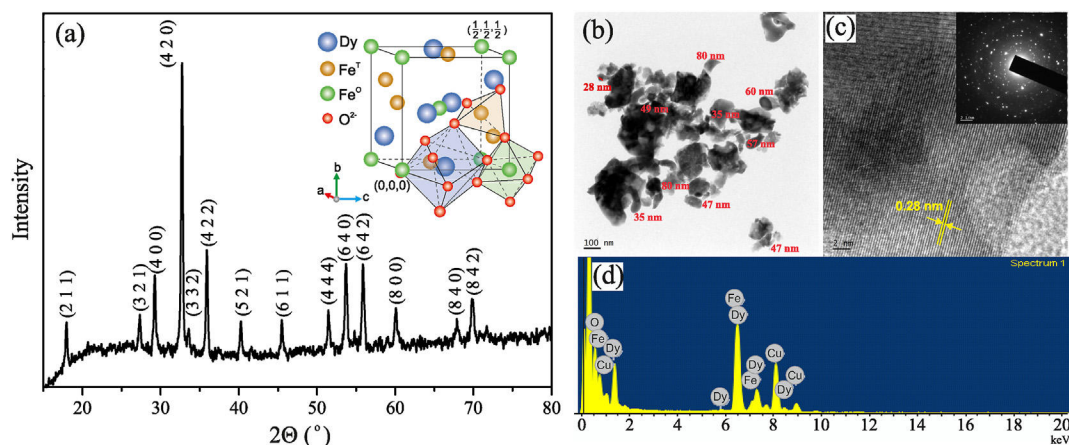 (a)
Intensity
(2 1 1)
(3 2 1)
(4 0 0)
(4 2 0)
(3 3 2)
(4 2 2)
(5 2 1)
(6 1 1)
(4 4 4)
(6 4 0)
(6 4 2)
(8 0 0)
(8 4 0)
(8 4 2)
Dy
Fe^T
Fe^O
O^2-
(½,½,½)
(0,0,0)
b
a
c
15 20 30 40 50 60 70 80
2Θ (°)
(b)
80 nm
28 nm
60 nm
49 nm
35 nm
57 nm
80 nm
47 nm
35 nm
47 nm
100 nm
(c)
0.28 nm
2 nm
(d)
Spectrum 1
O
Fe
Cu
Dy
Dy
Fe
Dy
Fe
Dy
Cu
Dy
Cu
0 2 4 6 8 10 12 14 16 18 20
keV